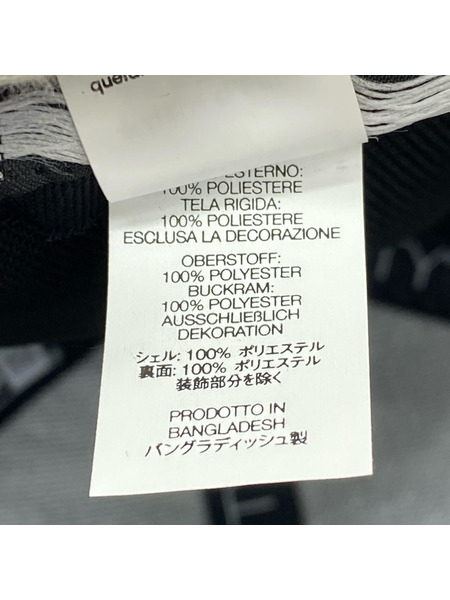 ESTERNO:
100% POLIESTERE
TELA RIGIDA:
100% POLIESTERE
ESCLUSA LA DECORAZIONE
OBERSTOFF:
100% POLYESTER
BUCKRAM:
100% POLYESTER
AUSSCHLIEẞLICH
DEKORATION
シェル: 100% ポリエステル
裏面: 100% ポリエステル
装飾部分を除く
PRODOTTO IN
BANGLADESH
バングラディッシュ製